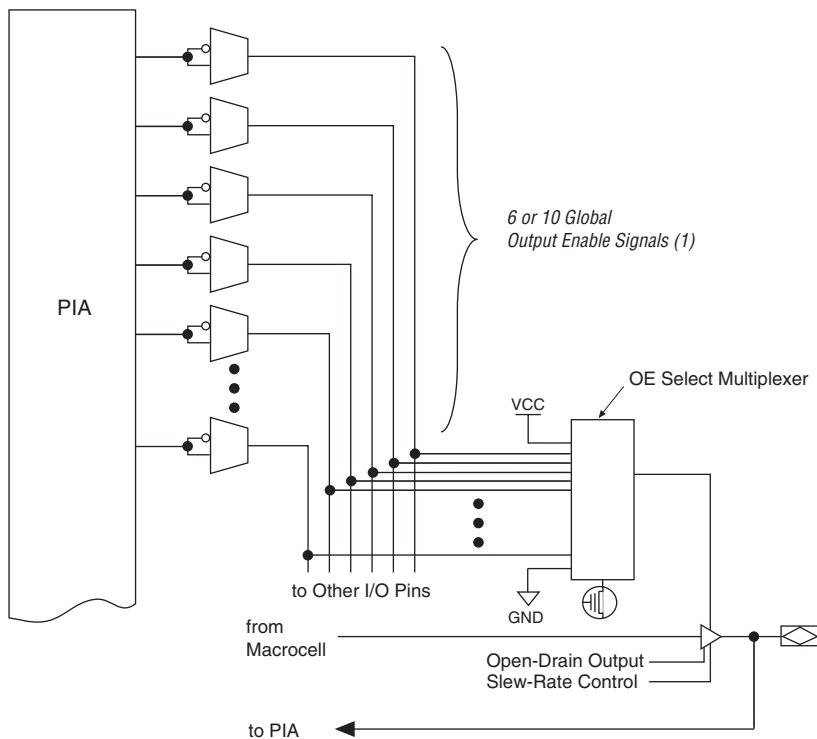 PIA
6 or 10 Global
Output Enable Signals (1)
OE Select Multiplexer
VCC
to Other I/O Pins
GND
from
Macrocell
Open-Drain Output
Slew-Rate Control
to PIA